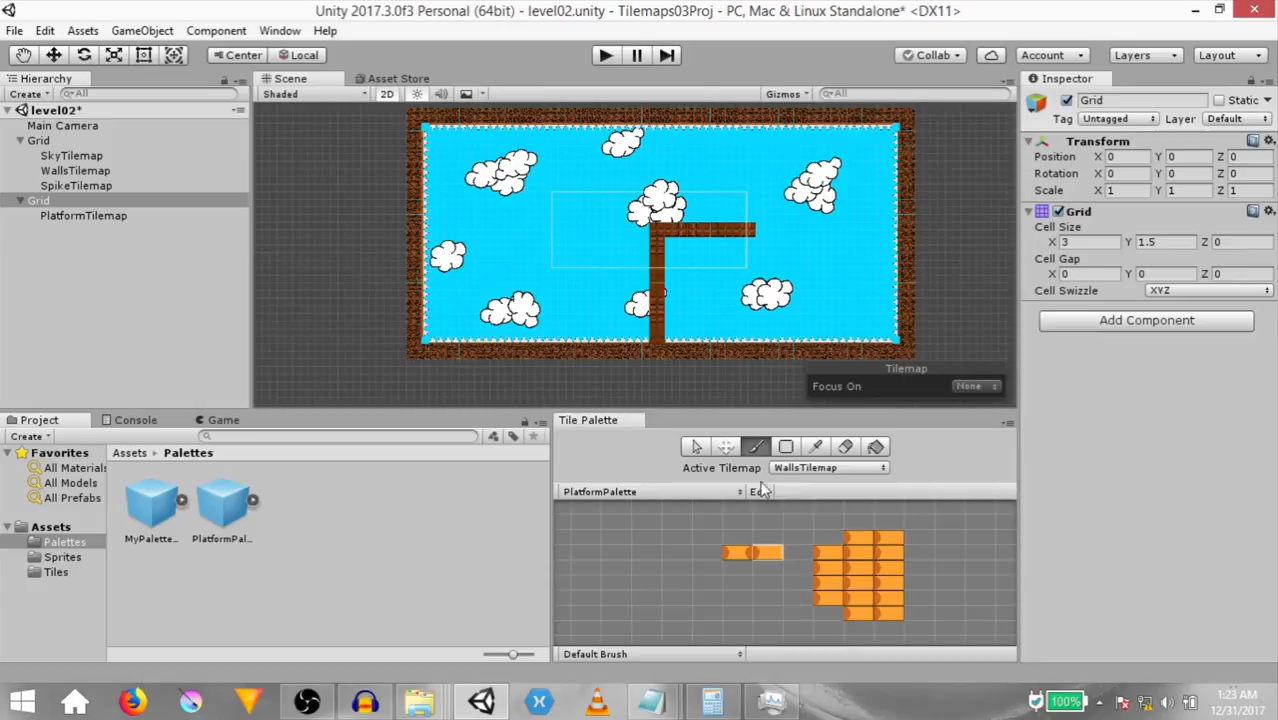 Unity 2017.3.0f3 Personal (64bit) - level02.unity - Tilemaps03Proj - PC, Mac & Linux Standalone* <DX11>
File Edit Assets GameObject Component Window Help
Center Local Collab Account Layers Layout
Hierarchy Scene Asset Store Inspector
Create All Shaded 2D Gizmos All Grid Static
level02* Tag Untagged Layer Default
Main Camera
Grid
SkyTilemap
WallsTilemap
SpikeTilemap
Grid
PlatformTilemap
Transform
Position X 0 Y 0 Z 0
Rotation X 0 Y 0 Z 0
Scale X 1 Y 1 Z 1
Grid
Cell Size
X 3 Y 1.5 Z 0
Cell Gap
X 0 Y 0 Z 0
Cell Swizzle XYZ
Add Component
Tilemap
Focus On None
Project Console Game Tile Palette
Create
Favorites
All Materials
All Models
All Prefabs
Assets
Palettes
Sprites
Tiles
Assets Palettes
MyPalette... PlatformPal...
Active Tilemap WallsTilemap
PlatformPalette
Default Brush
100% 1:23 AM
12/31/2017